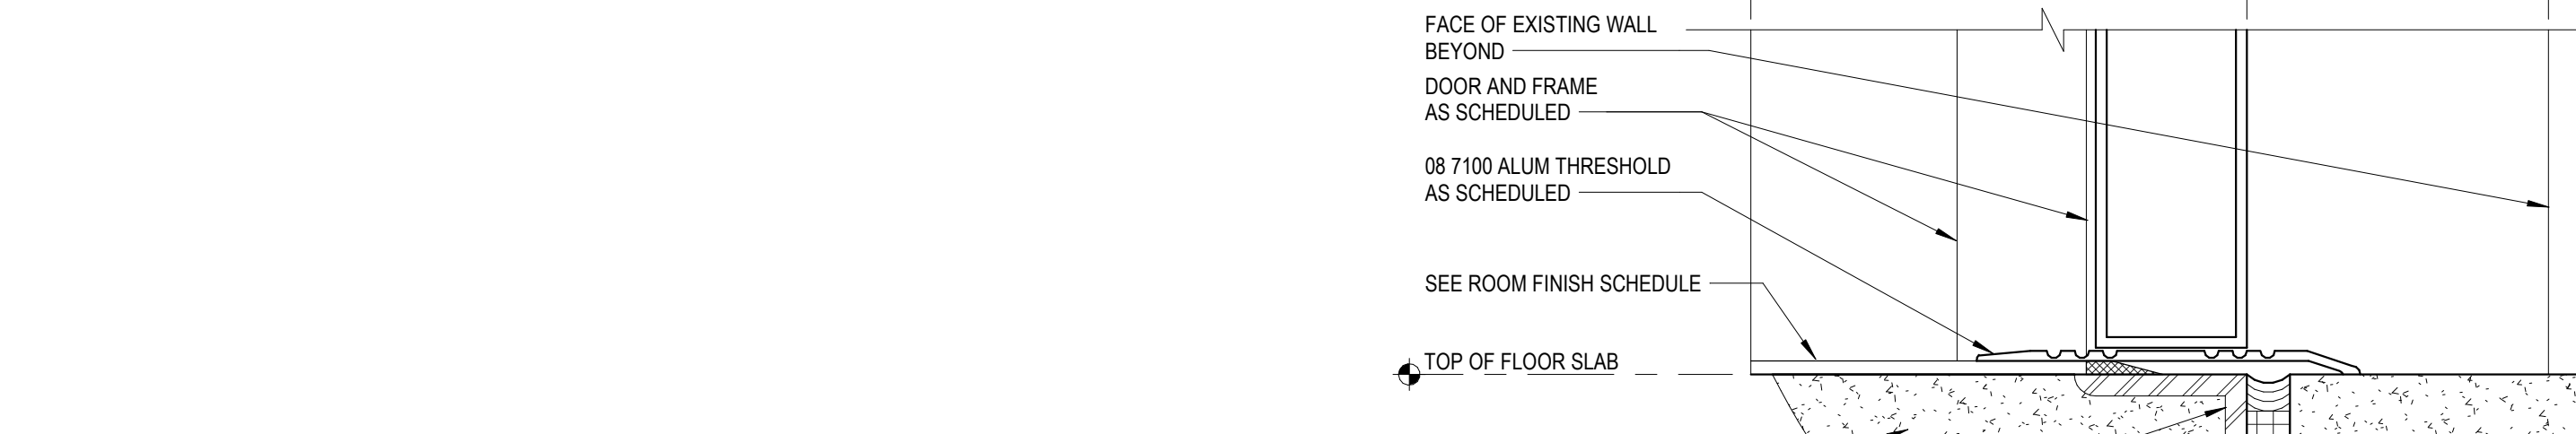 FACE OF EXISTING WALL
BEYOND
DOOR AND FRAME
AS SCHEDULED
08 7100 ALUM THRESHOLD
AS SCHEDULED
SEE ROOM FINISH SCHEDULE
TOP OF FLOOR SLAB